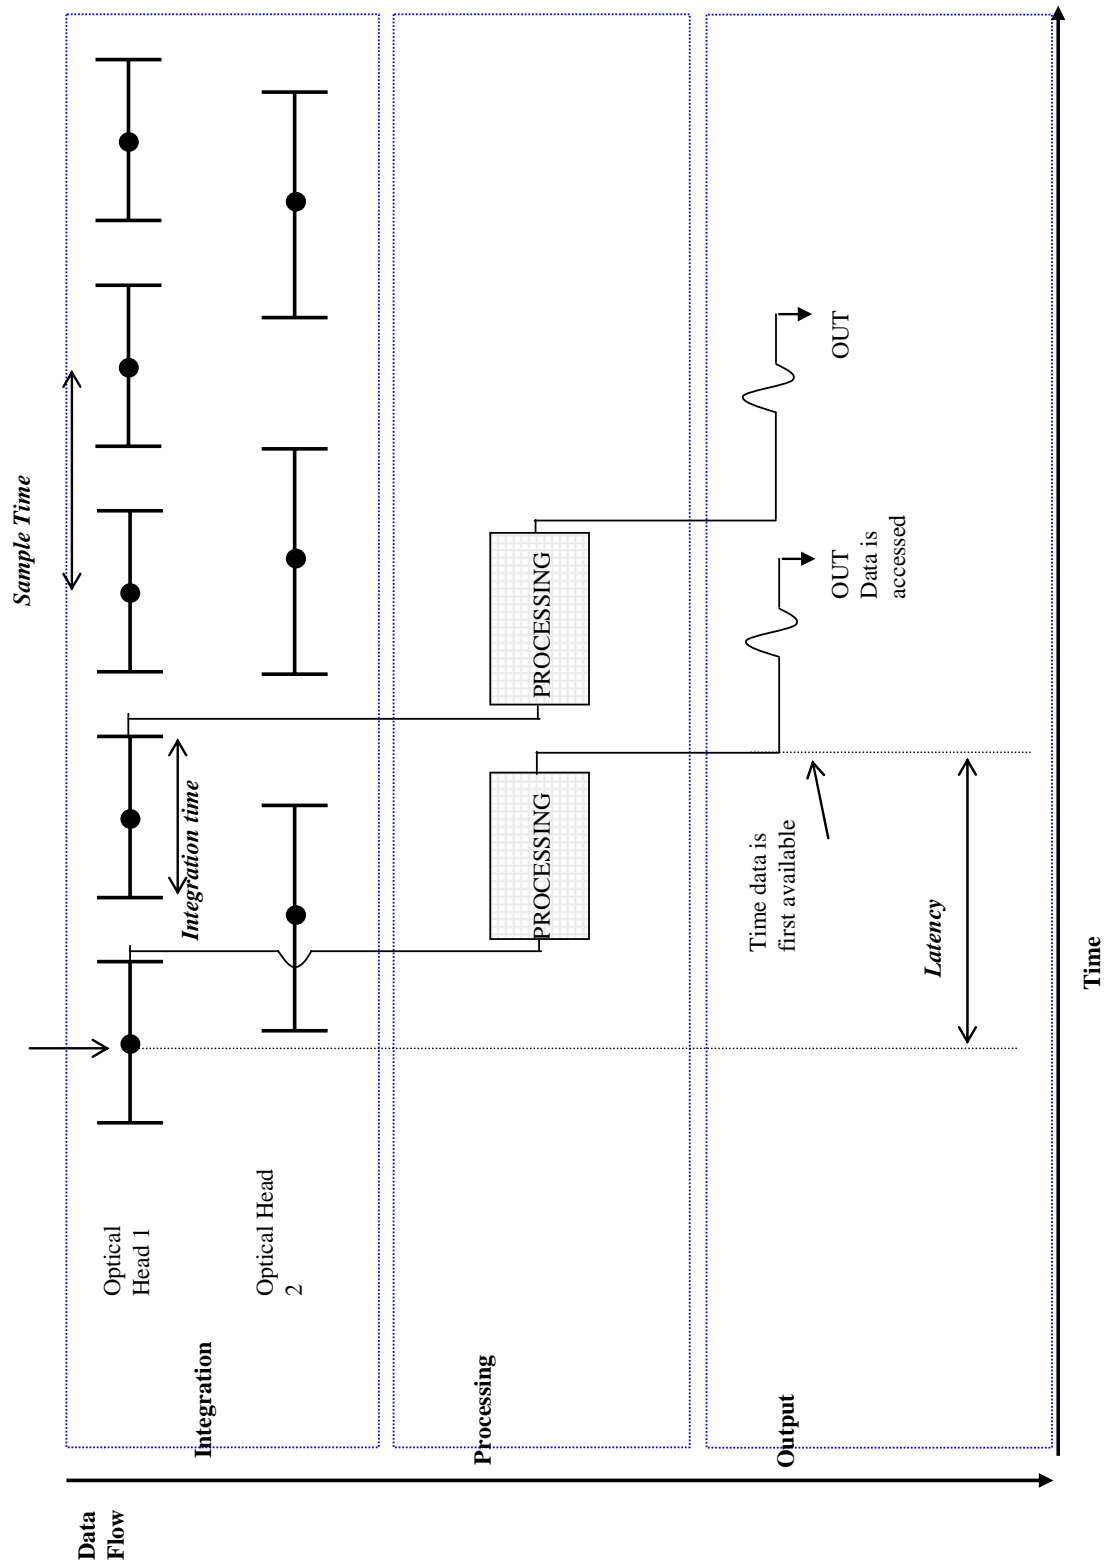 Data
Flow
Integration
Optical
Head 1
Optical Head
2
Sample Time
Integration time
Processing
PROCESSING
PROCESSING
Output
Time data is
first available
OUT
Data is
accessed
OUT
Latency
Time